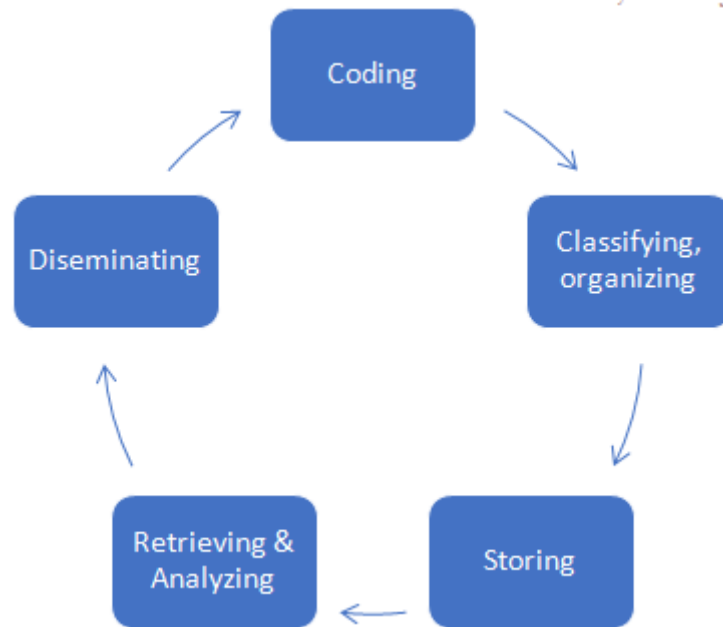 Coding
Classifying,
organizing
Storing
Retrieving &
Analyzing
Diseminating